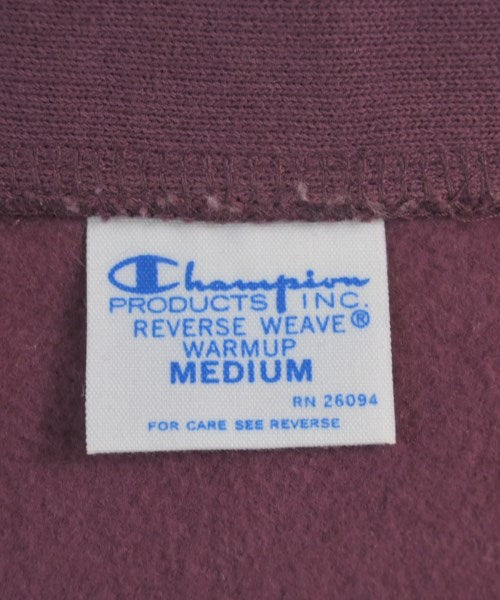 Champion
PRODUCTS INC.
REVERSE WEAVE®
WARMUP
MEDIUM
RN 26094
FOR CARE SEE REVERSE